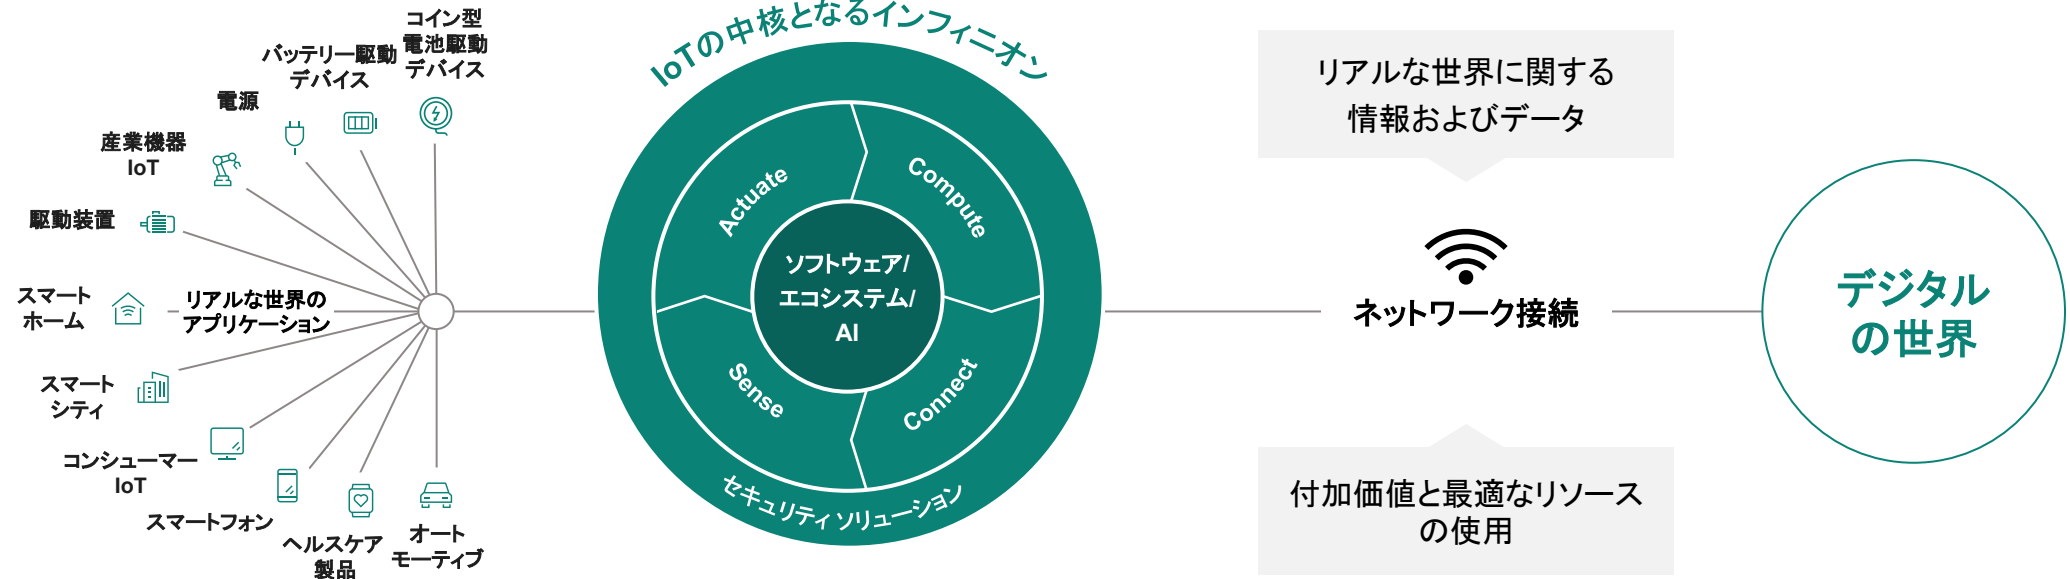 コイン型
電池駆動
デバイス
バッテリー駆動
デバイス
電源
産業機器
IoT
駆動装置
スマート
ホーム
リアルな世界の
アプリケーション
スマート
シティ
コンシューマー
IoT
スマートフォン
ヘルスケア
製品
オート
モーティブ
IoTの中核となるインフィニオン
Actuate
Compute
ソフトウェア/
エコシステム/
AI
Sense
Connect
セキュリティ ソリューション
リアルな世界に関する
情報およびデータ
ネットワーク接続
付加価値と最適なリソース
の使用
デジタル
の世界